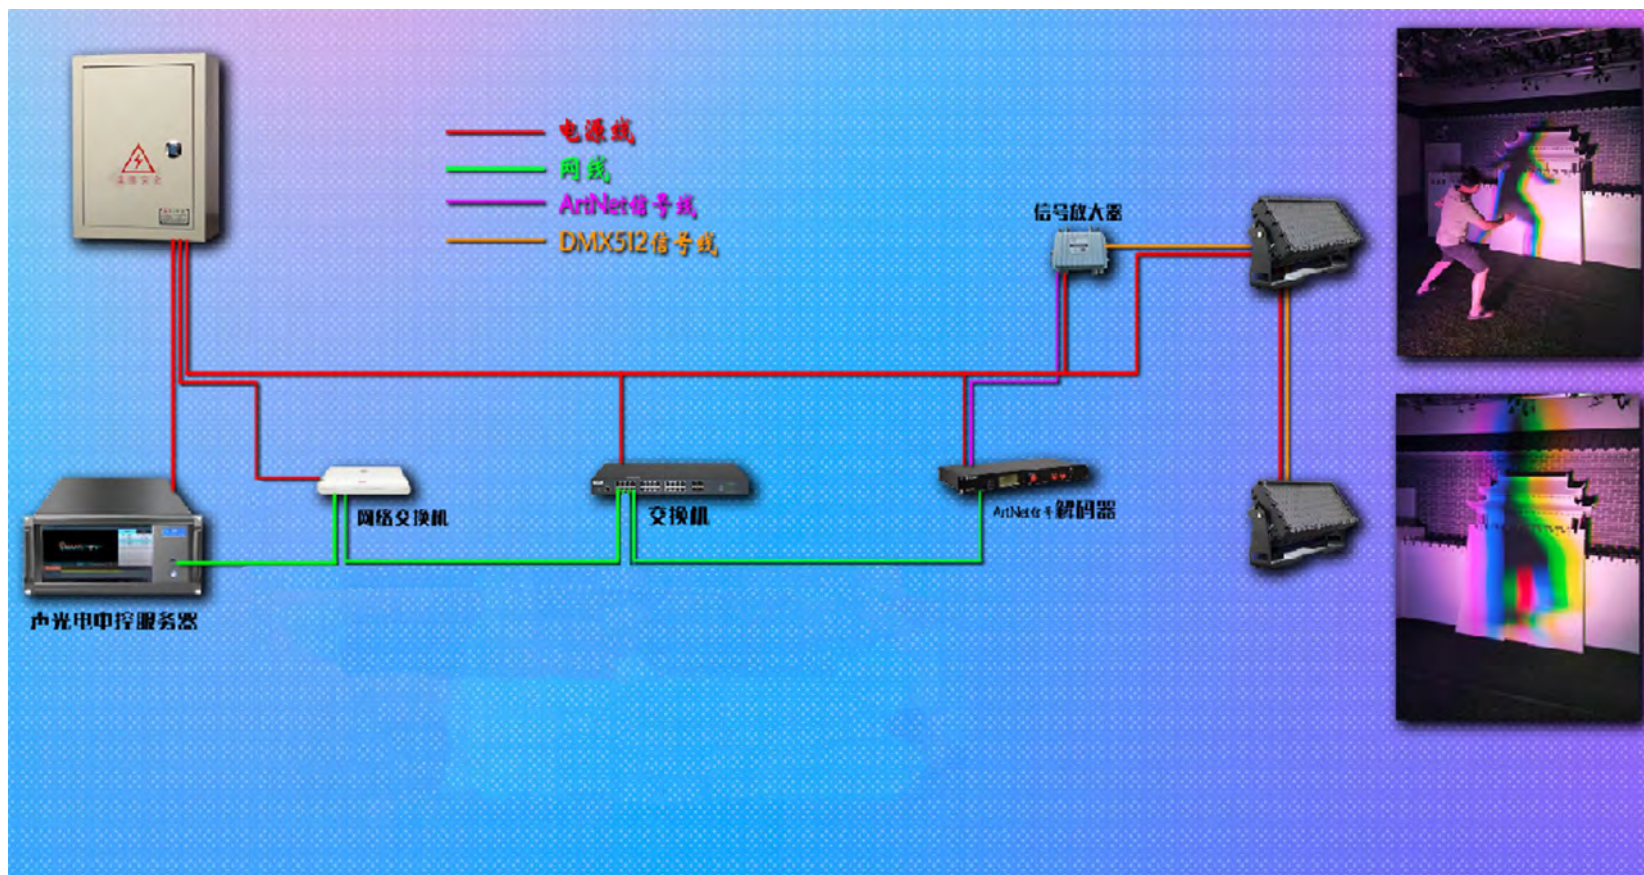 电源线
网线
ArtNet信号线
DMX512信号线
信号放大器
网络交换机
交换机
ArtNet信号解码器
声光电中控服务器